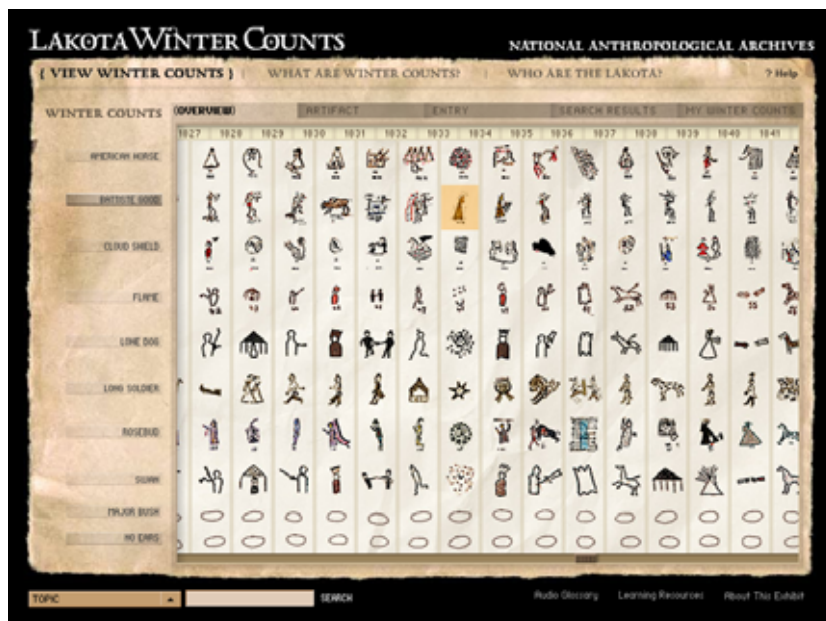 LAKOTA WINTER COUNTS
NATIONAL ANTHROPOLOGICAL ARCHIVES
{ VIEW WINTER COUNTS } | WHAT ARE WINTER COUNTS? | WHO ARE THE LAKOTA? ? Help
WINTER COUNTS (OVERVIEW) ARTIFACT ENTRY SEARCH RESULTS MY WINTER COUNTS
1827 1828 1829 1830 1831 1832 1833 1834 1835 1836 1837 1838 1839 1840 1841
AMERICAN HORSE
BATTISTE GOOD
CLOUD SHIELD
FLAME
LONE DOG
LONG SOLDIER
ROSEBUD
SWAN
MAJOR BUSH
NO EARS
TOPIC SEARCH Audio Glossary Learning Resources About This Exhibit